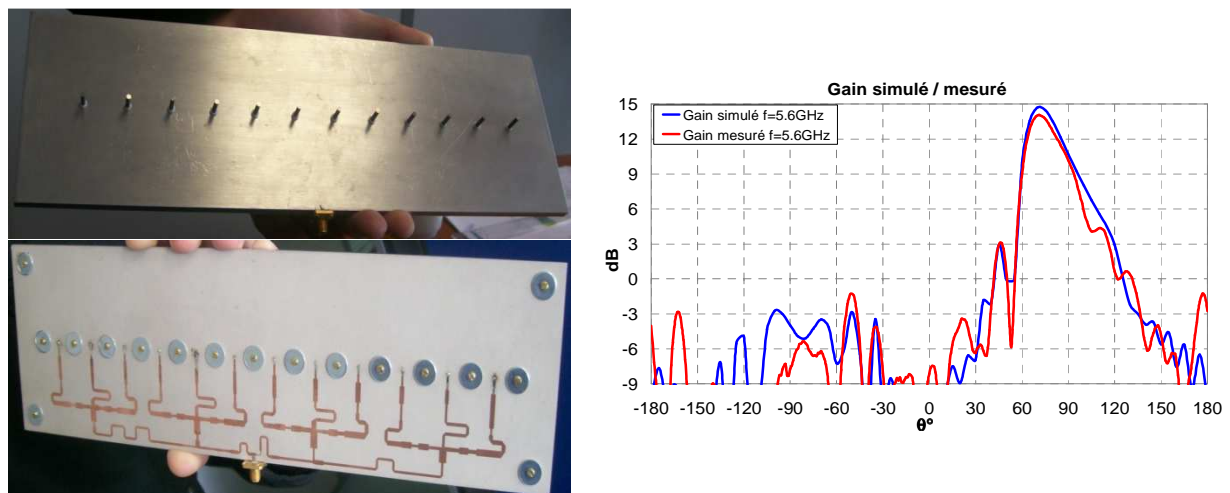 Gain simulé / mesuré
Gain simulé f=5.6GHz
Gain mesuré f=5.6GHz
15
12
9
6
3
0
-3
-6
-9
dB
-180 -150 -120 -90 -60 -30 0 30 60 90 120 150 180
θº